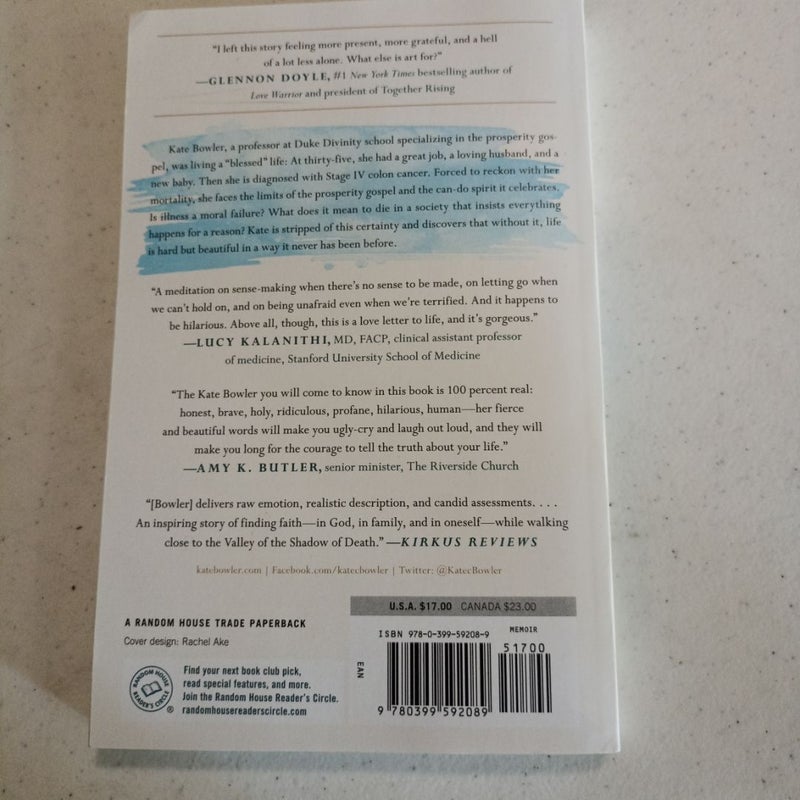 "I left this story feeling more present, more grateful, and a hell
of a lot less alone. What else is art for?"
—GLENNON DOYLE, #1 New York Times bestselling author of
Love Warrior and president of Together Rising
Kate Bowler, a professor at Duke Divinity school specializing in the prosperity gos-
pel, was living a "blessed" life: At thirty-five, she had a great job, a loving husband, and a
new baby. Then she is diagnosed with Stage IV colon cancer. Forced to reckon with her
mortality, she faces the limits of the prosperity gospel and the can-do spirit it celebrates.
Is illness a moral failure? What does it mean to die in a society that insists everything
happens for a reason? Kate is stripped of this certainty and discovers that without it, life
is hard but beautiful in a way it never has been before.
"A meditation on sense-making when there's no sense to be made, on letting go when
we can't hold on, and on being unafraid even when we're terrified. And it happens to
be hilarious. Above all, though, this is a love letter to life, and it's gorgeous."
—LUCY KALANITHI, MD, FACP, clinical assistant professor
of medicine, Stanford University School of Medicine
"The Kate Bowler you will come to know in this book is 100 percent real:
honest, brave, holy, ridiculous, profane, hilarious, human—her fierce
and beautiful words will make you ugly-cry and laugh out loud, and they will
make you long for the courage to tell the truth about your life."
—AMY K. BUTLER, senior minister, The Riverside Church
"[Bowler] delivers raw emotion, realistic description, and candid assessments. . . .
An inspiring story of finding faith—in God, in family, and in oneself—while walking
close to the Valley of the Shadow of Death." —KIRKUS REVIEWS
katebowler.com | Facebook.com/katecbowler | Twitter: @KatecBowler
U.S.A. $17.00 CANADA $23.00
A RANDOM HOUSE TRADE PAPERBACK
Cover design: Rachel Ake
RANDOM HOUSE READER'S CIRCLE
®
Find your next book club pick,
read special features, and more.
Join the Random House Reader's Circle.
randomhousereaderscircle.com
EAN
ISBN 978-0-399-59208-9
MEMOIR
51700
9 780399 592089